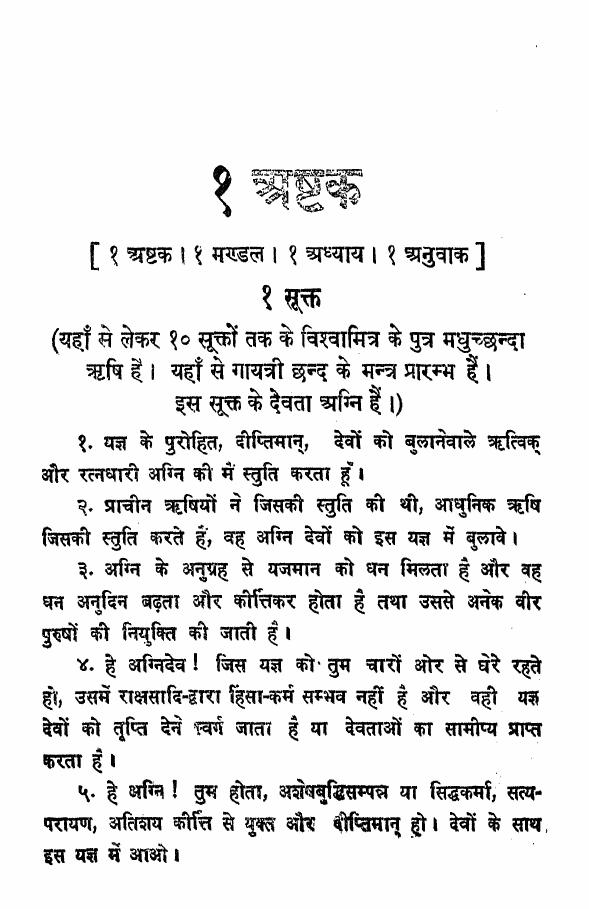 १ अष्टक
[ १ अष्टक । १ मण्डल । १ अध्याय । १ अनुवाक ]
१ सूक्त
(यहाँ से लेकर १० सूक्तों तक के विश्वामित्र के पुत्र मधुच्छन्दा
ऋषि है। यहाँ से गायत्री छन्द के मन्त्र प्रारम्भ हैं।
इस सूक्त के देवता अग्नि हैं।)
१. यज्ञ के पुरोहित, दीप्तिमान्, देवों को बुलानेवाले ऋत्विक्
और रत्नधारी अग्नि की मैं स्तुति करता हूँ।
२. प्राचीन ऋषियों ने जिसकी स्तुति की थी, आधुनिक ऋषि
जिसकी स्तुति करते हैं, वह अग्नि देवों को इस यज्ञ में बुलावे।
३. अग्नि के अनुग्रह से यजमान को धन मिलता है और वह
धन अनुदिन बढ़ता और कीर्त्तिकर होता है तथा उससे अनेक वीर
पुरुषों की नियुक्ति की जाती है।
४. हे अग्निदेव! जिस यज्ञ को तुम चारों ओर से घेरे रहते
हो, उसमें राक्षसादि-द्वारा हिंसा-कर्म सम्भव नहीं है और वही यज्ञ
देवों को तृप्ति देने स्वर्ग जाता है या देवताओं का सामीप्य प्राप्त
करता है।
५. हे अग्नि! तुम होता, अशेषबुद्धिसम्पन्न या सिद्धकर्मा, सत्य-
परायण, अतिशय कीर्त्ति से युक्त और दीप्तिमान् हो। देवों के साथ
इस यज्ञ में आओ।